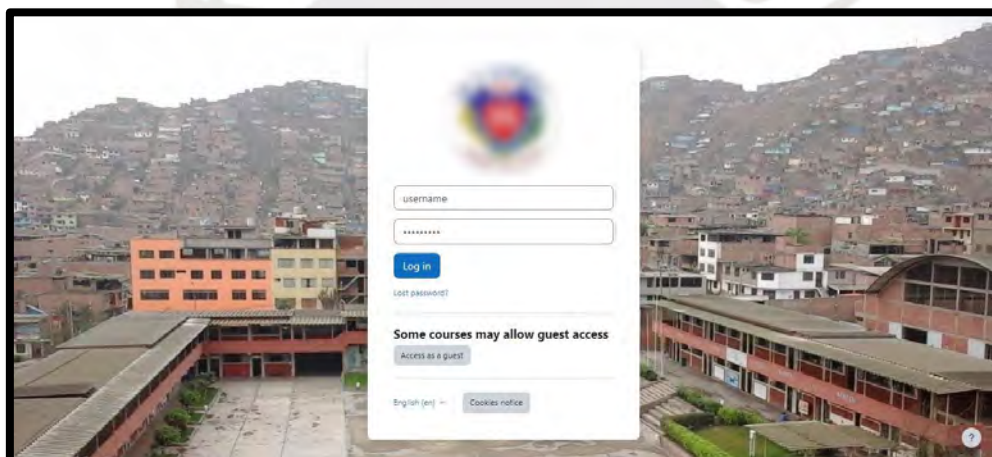 username
•••••••••
Log in
Lost password?
Some courses may allow guest access
Access as a guest
English (en)
Cookies notice
?